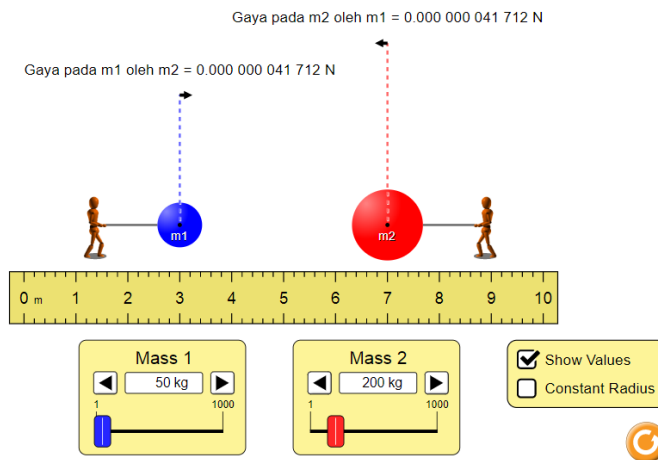 Gaya pada m2 oleh m1 = 0.000 000 041 712 N
Gaya pada m1 oleh m2 = 0.000 000 041 712 N
m1
m2
0 m 1 2 3 4 5 6 7 8 9 10
Mass 1
50 kg
1 1000
Mass 2
200 kg
1 1000
Show Values
Constant Radius